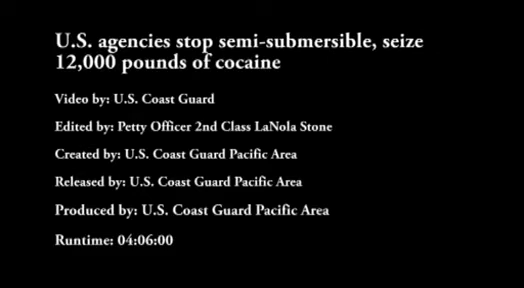 U.S. agencies stop semi-submersible, seize
12,000 pounds of cocaine
Video by: U.S. Coast Guard
Edited by: Petty Officer 2nd Class LaNola Stone
Created by: U.S. Coast Guard Pacific Area
Released by: U.S. Coast Guard Pacific Area
Produced by: U.S. Coast Guard Pacific Area
Runtime: 04:06:00